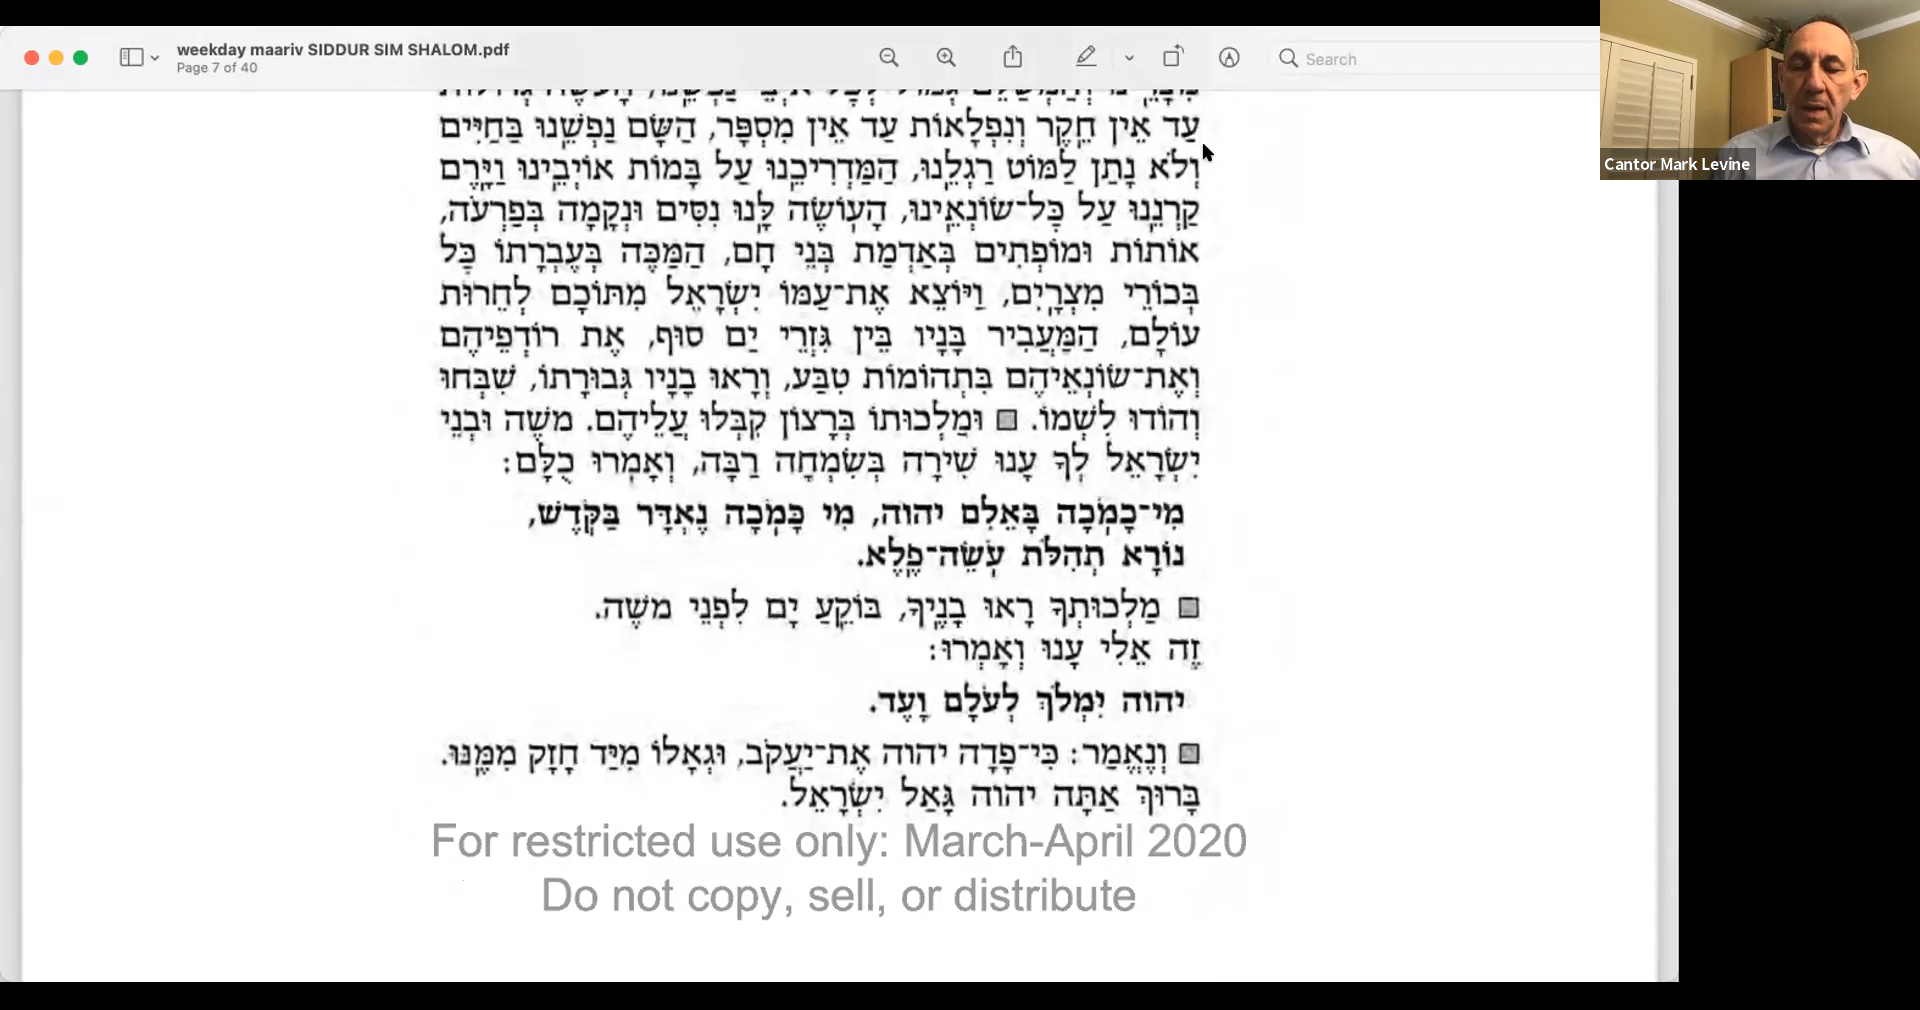 weekday maariv SIDDUR SIM SHALOM.pdf
Page 7 of 40
Search
Cantor Mark Levine
עַד אֵין חֵקֶר וְנִפְלָאוֹת עַד אֵין מִסְפָּר, הַשָּׂם נַפְשֵׁנוּ בַּחַיִּים
וְלֹא נָתַן לַמּוֹט רַגְלֵנוּ, הַמַּדְרִיכֵנוּ עַל בָּמוֹת אוֹיְבֵינוּ וַיָּרֶם
קַרְנֵנוּ עַל כָּל־שׂוֹנְאֵינוּ, הָעוֹשֶׂה לָּנוּ נִסִּים וּנְקָמָה בְּפַרְעֹה,
אוֹתוֹת וּמוֹפְתִים בְּאַדְמַת בְּנֵי חָם, הַמַּכֶּה בְּעֶבְרָתוֹ כָּל
בְּכוֹרֵי מִצְרָיִם, וַיּוֹצֵא אֶת־עַמּוֹ יִשְׂרָאֵל מִתּוֹכָם לְחֵרוּת
עוֹלָם, הַמַּעֲבִיר בָּנָיו בֵּין גִּזְרֵי יַם סוּף, אֶת רוֹדְפֵיהֶם
וְאֶת־שׂוֹנְאֵיהֶם בִּתְהוֹמוֹת טִבַּע, וְרָאוּ בָנָיו גְּבוּרָתוֹ, שִׁבְּחוּ
וְהוֹדוּ לִשְׁמוֹ. וּמַלְכוּתוֹ בְּרָצוֹן קִבְּלוּ עֲלֵיהֶם. מֹשֶׁה וּבְנֵי
יִשְׂרָאֵל לְךָ עָנוּ שִׁירָה בְּשִׂמְחָה רַבָּה, וְאָמְרוּ כֻלָּם:
מִי־כָמֹכָה בָּאֵלִם יהוה, מִי כָּמֹכָה נֶאְדָּר בַּקֹּדֶשׁ,
נוֹרָא תְהִלֹּת עֹשֵׂה־פֶלֶא.
מַלְכוּתְךָ רָאוּ בָנֶיךָ, בּוֹקֵעַ יָם לִפְנֵי מֹשֶׁה.
זֶה אֵלִי עָנוּ וְאָמְרוּ:
יהוה יִמְלֹךְ לְעֹלָם וָעֶד.
וְנֶאֱמַר: כִּי־פָדָה יהוה אֶת־יַעֲקֹב, וּגְאָלוֹ מִיַּד חָזָק מִמֶּנּוּ.
בָּרוּךְ אַתָּה יהוה גָּאַל יִשְׂרָאֵל.
For restricted use only: March-April 2020
Do not copy, sell, or distribute